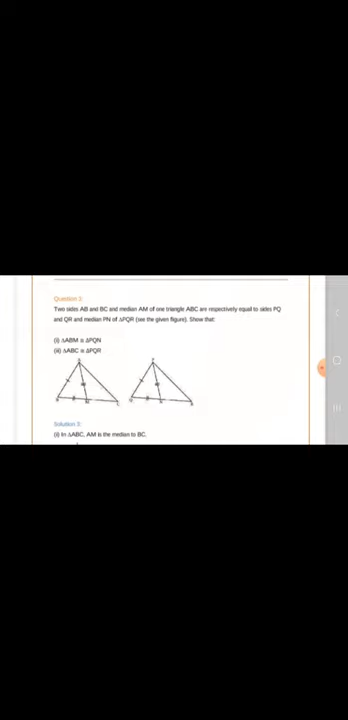 Question 3:
Two sides AB and BC and median AM of one triangle ABC are respectively equal to sides PQ
and QR and median PN of ΔPQR (see the given figure). Show that:
(i) ΔABM ≅ ΔPQN
(ii) ΔABC ≅ ΔPQR
A P
B M C Q N R
Solution 3:
(i) In ΔABC, AM is the median to BC.